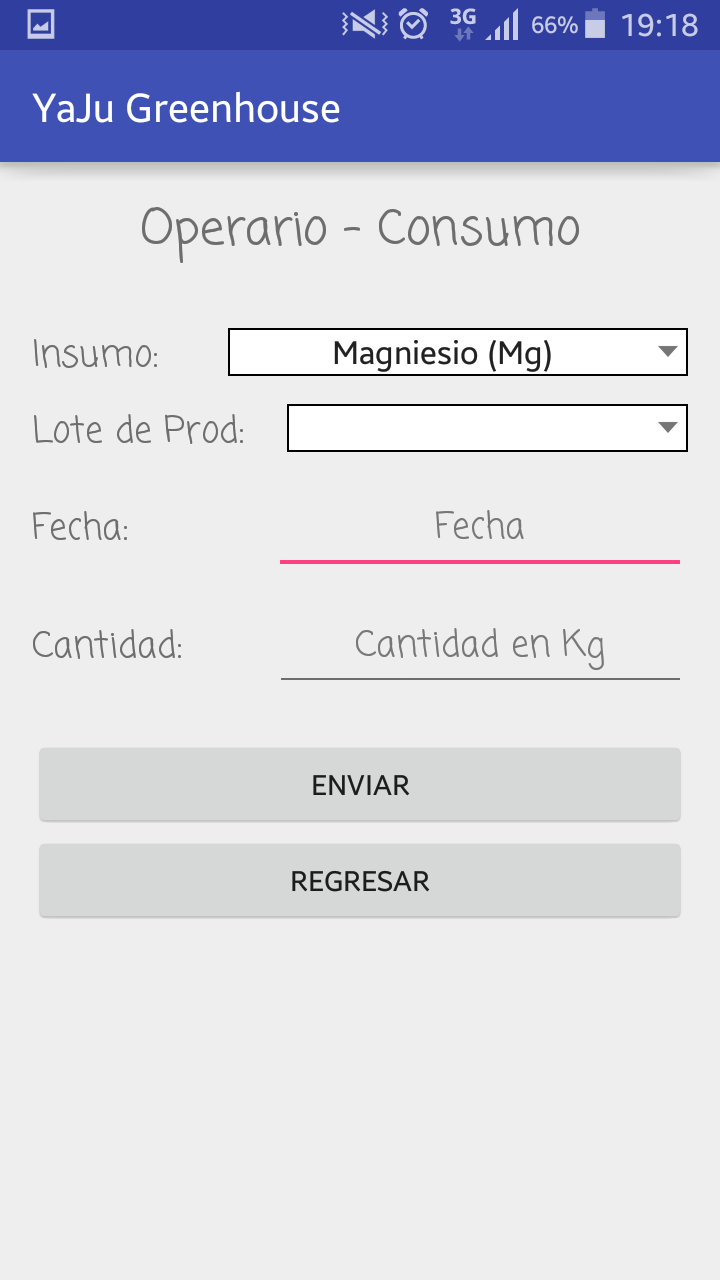 3G 66% 19:18
YaJu Greenhouse
Operario - Consumo
Insumo: Magniesio (Mg)
Lote de Prod:
Fecha: Fecha
Cantidad: Cantidad en Kg
ENVIAR
REGRESAR